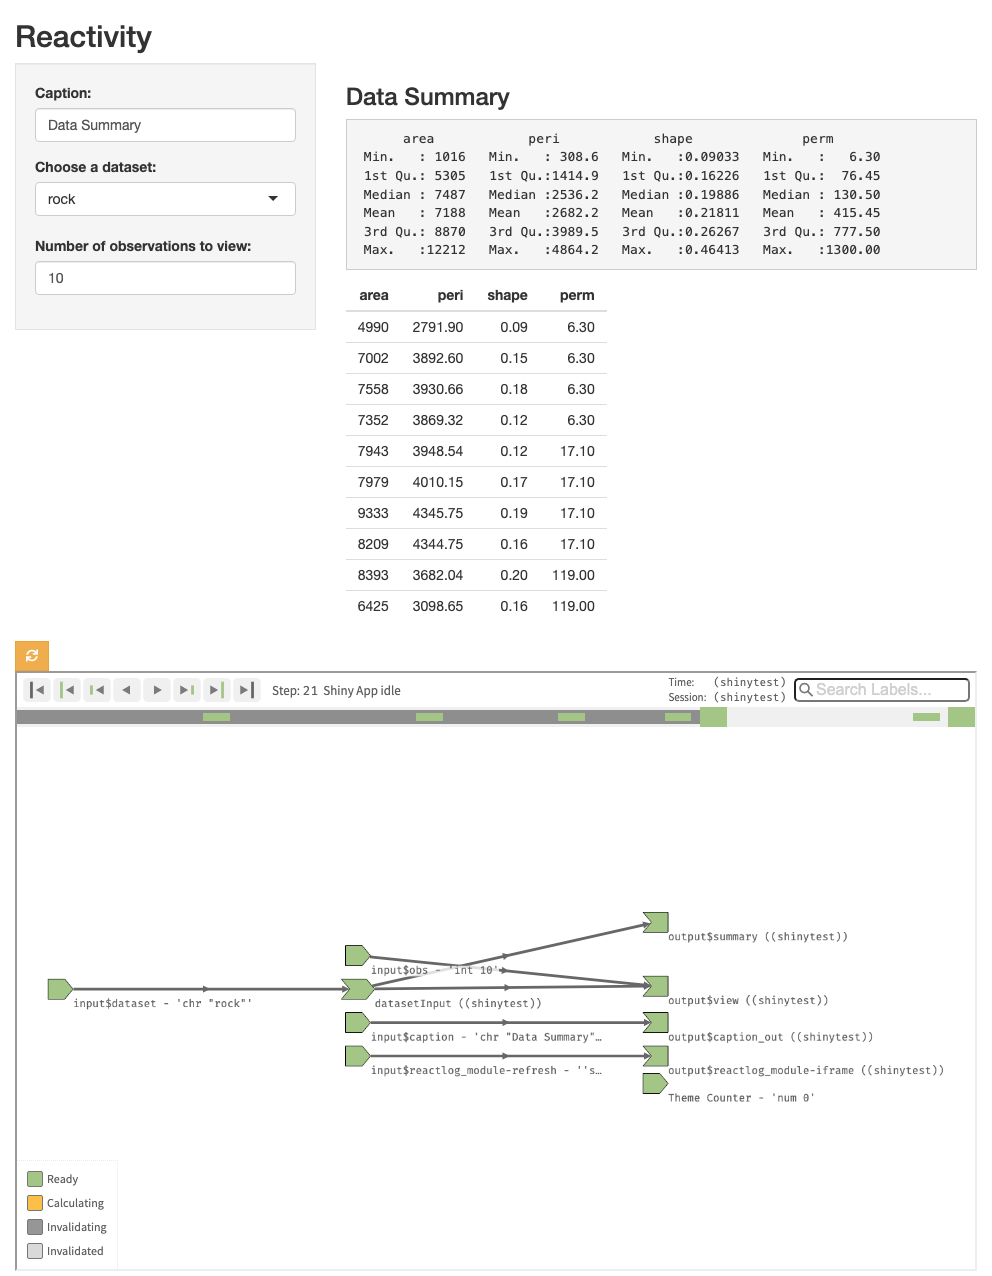 Reactivity
Caption:
Data Summary
Choose a dataset:
rock
Number of observations to view:
10
Data Summary
area peri shape perm
Min. : 1016 Min. : 308.6 Min. :0.09033 Min. : 6.30
1st Qu.: 5305 1st Qu.:1414.9 1st Qu.:0.16226 1st Qu.: 76.45
Median : 7487 Median :2536.2 Median :0.19886 Median : 130.50
Mean : 7188 Mean :2682.2 Mean :0.21811 Mean : 415.45
3rd Qu.: 8870 3rd Qu.:3989.5 3rd Qu.:0.26267 3rd Qu.: 777.50
Max. :12212 Max. :4864.2 Max. :0.46413 Max. :1300.00
area peri shape perm
4990 2791.90 0.09 6.30
7002 3892.60 0.15 6.30
7558 3930.66 0.18 6.30
7352 3869.32 0.12 6.30
7943 3948.54 0.12 17.10
7979 4010.15 0.17 17.10
9333 4345.75 0.19 17.10
8209 4344.75 0.16 17.10
8393 3682.04 0.20 119.00
6425 3098.65 0.16 119.00
Step: 21 Shiny App idle
Time: (shinytest)
Session: (shinytest)
Search Labels...
output$summary ((shinytest))
input$obs - 'int 10'
input$dataset - 'chr "rock"'
datasetInput ((shinytest))
output$view ((shinytest))
input$caption - 'chr "Data Summary"…
output$caption_out ((shinytest))
input$reactlog_module-refresh - ''s…
output$reactlog_module-iframe ((shinytest))
Theme Counter - 'num 0'
Ready
Calculating
Invalidating
Invalidated